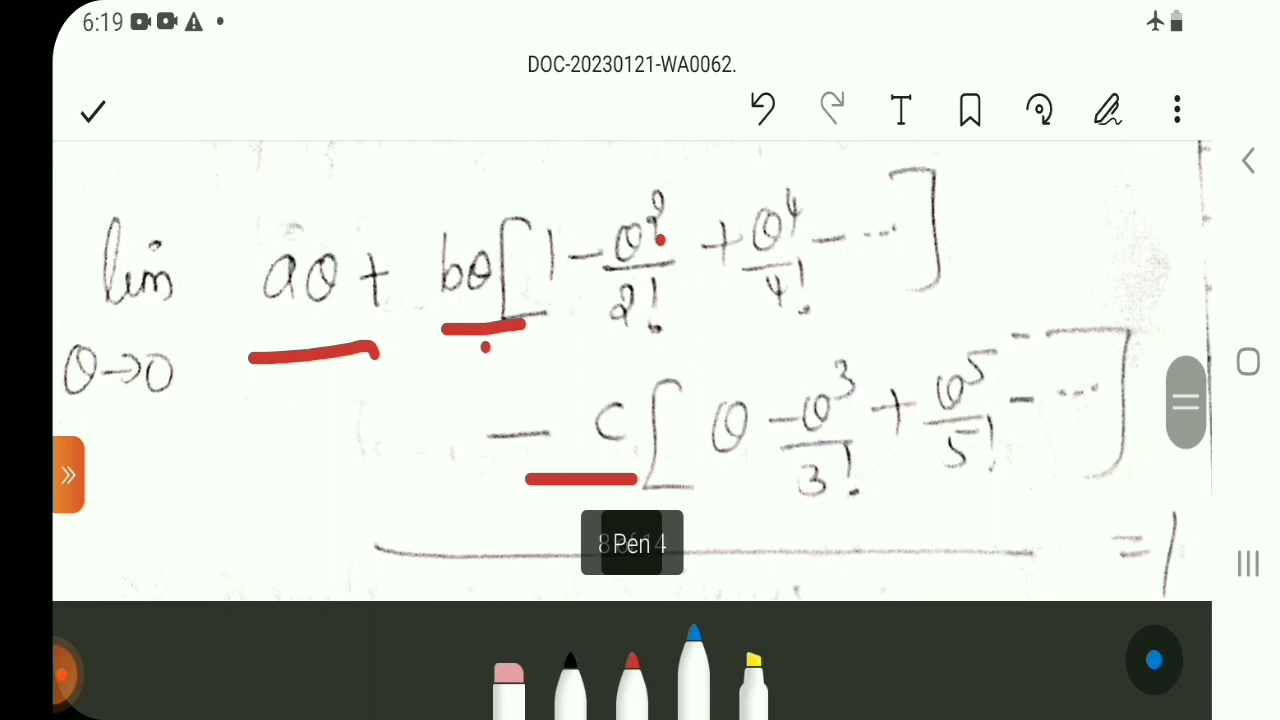 6:19
DOC-20230121-WA0062.
T
lim aθ + bθ[1 - θ²/2! + θ⁴/4! - ...]
θ→0
- c[θ - θ³/3! + θ⁵/5! - ...]
= 1
Pen 4